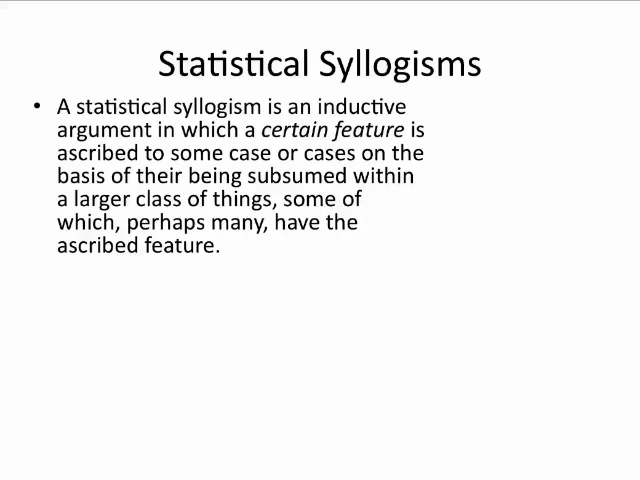 Statistical Syllogisms
• A statistical syllogism is an inductive
argument in which a certain feature is
ascribed to some case or cases on the
basis of their being subsumed within
a larger class of things, some of
which, perhaps many, have the
ascribed feature.